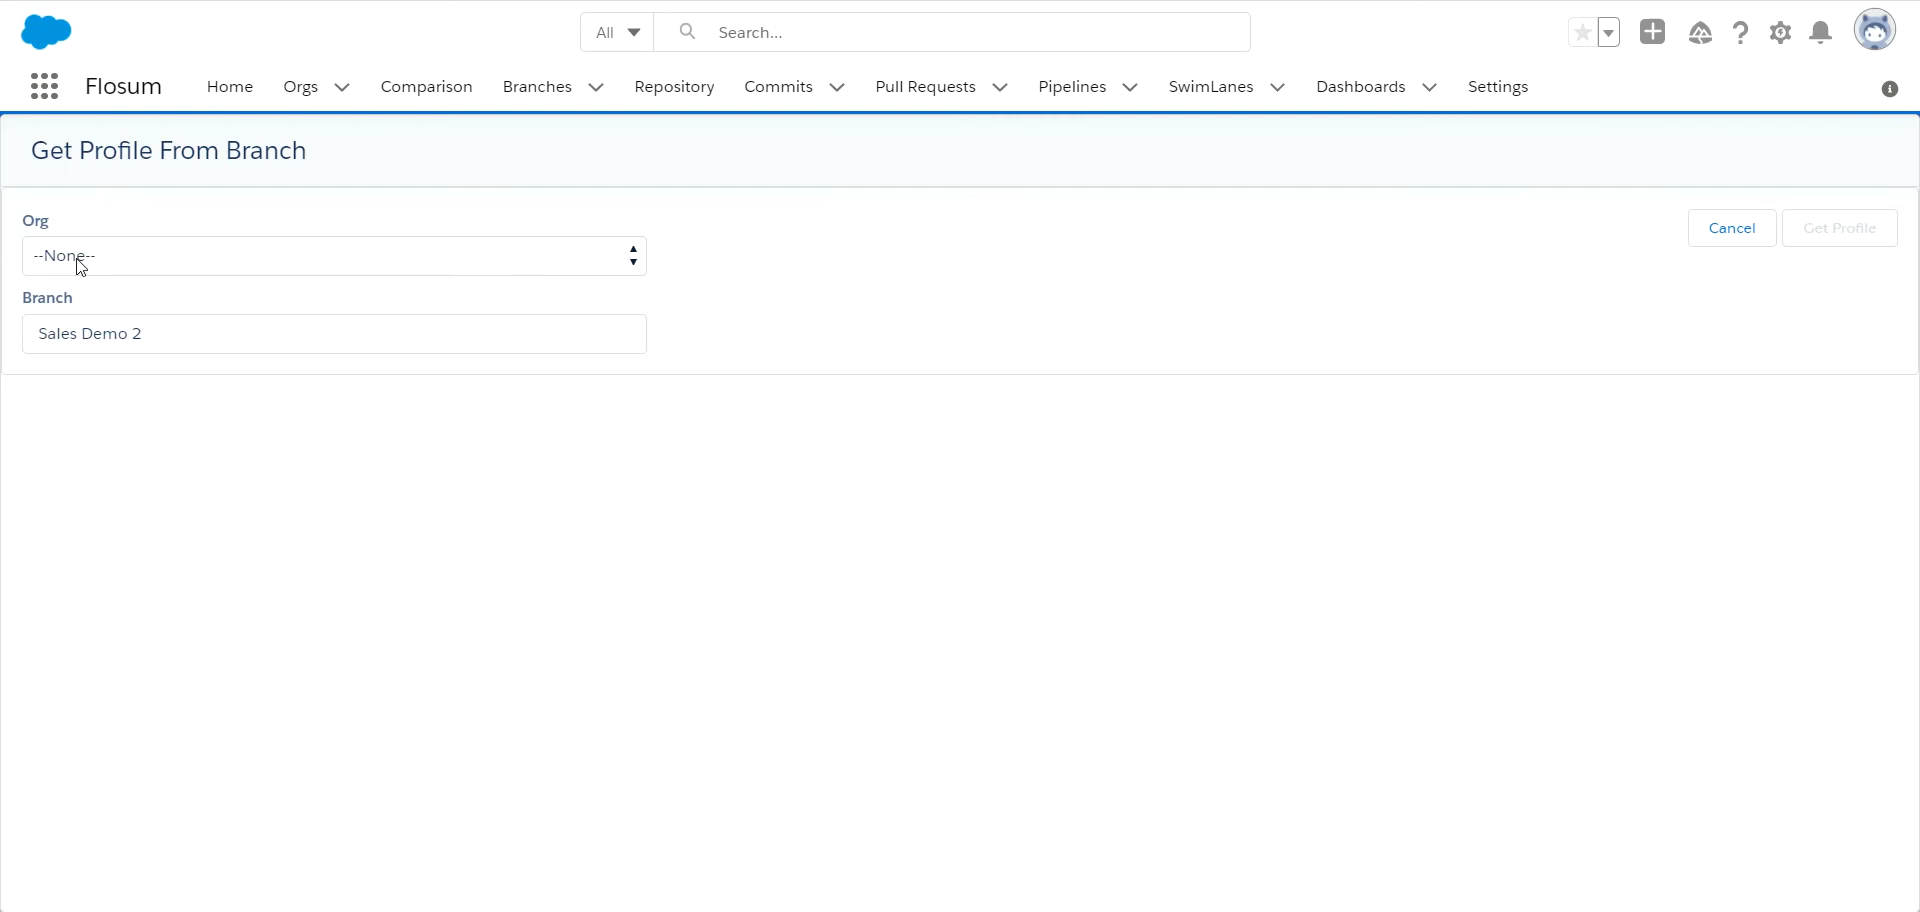 All
Search...
Flosum
Home
Orgs
Comparison
Branches
Repository
Commits
Pull Requests
Pipelines
SwimLanes
Dashboards
Settings
Get Profile From Branch
Org
--None--
Cancel
Get Profile
Branch
Sales Demo 2